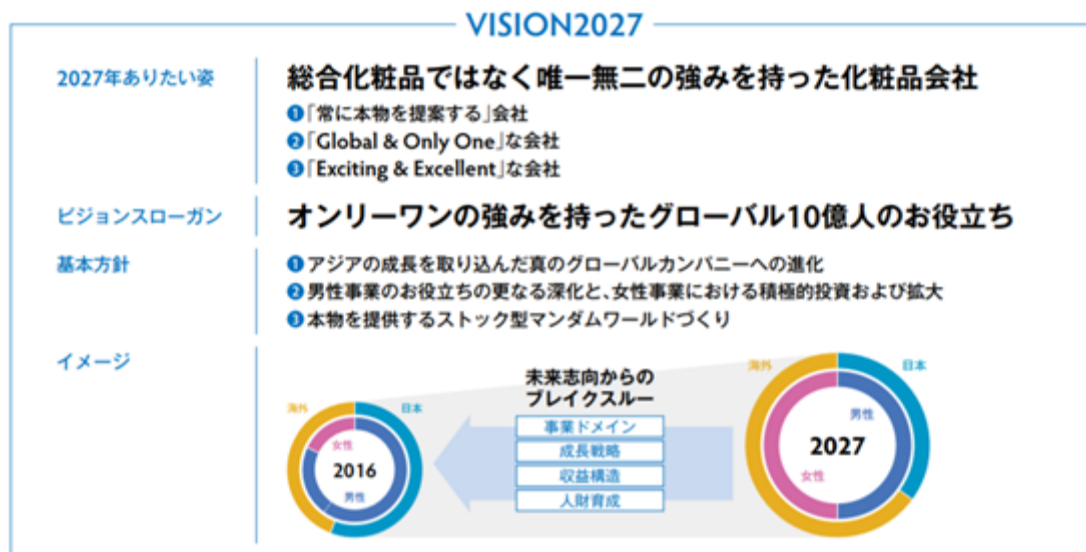 VISION2027
2027年ありたい姿
総合化粧品ではなく唯一無二の強みを持った化粧品会社
❶「常に本物を提案する」会社
❷「Global & Only One」な会社
❸「Exciting & Excellent」な会社
ビジョンスローガン
オンリーワンの強みを持ったグローバル10億人のお役立ち
基本方針
❶アジアの成長を取り込んだ真のグローバルカンパニーへの進化
❷男性事業のお役立ちの更なる深化と、女性事業における積極的投資および拡大
❸本物を提供するストック型マンダムワールドづくり
イメージ
海外
日本
女性
2016
男性
未来志向からの
ブレイクスルー
事業ドメイン
成長戦略
収益構造
人財育成
海外
日本
男性
2027
女性